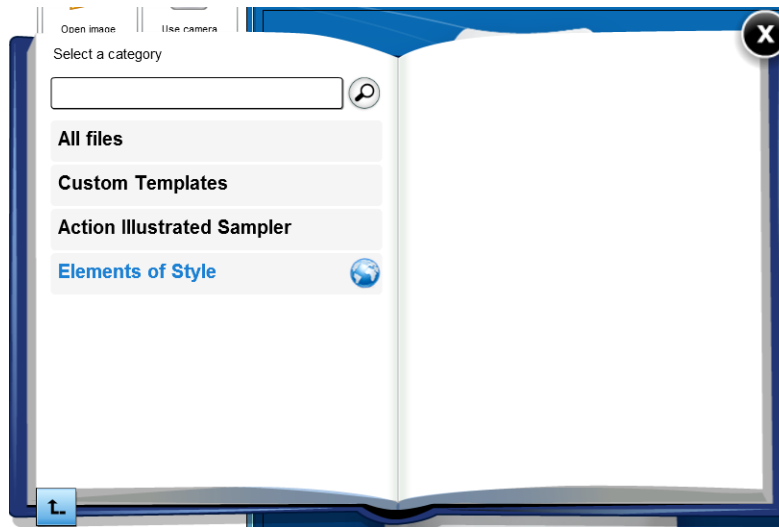 Open image
Use camera
Select a category
All files
Custom Templates
Action Illustrated Sampler
Elements of Style
X